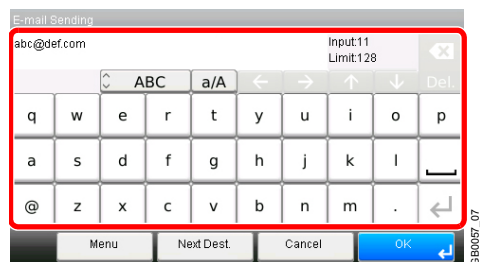 E-mail Sending
abc@def.com
Input:11
Limit:128
ABC a/A ← → ↑ ↓ Del.
q w e r t y u i o p
a s d f g h j k l
@ z x c v b n m .
Menu Next Dest. Cancel OK
GB0057_07